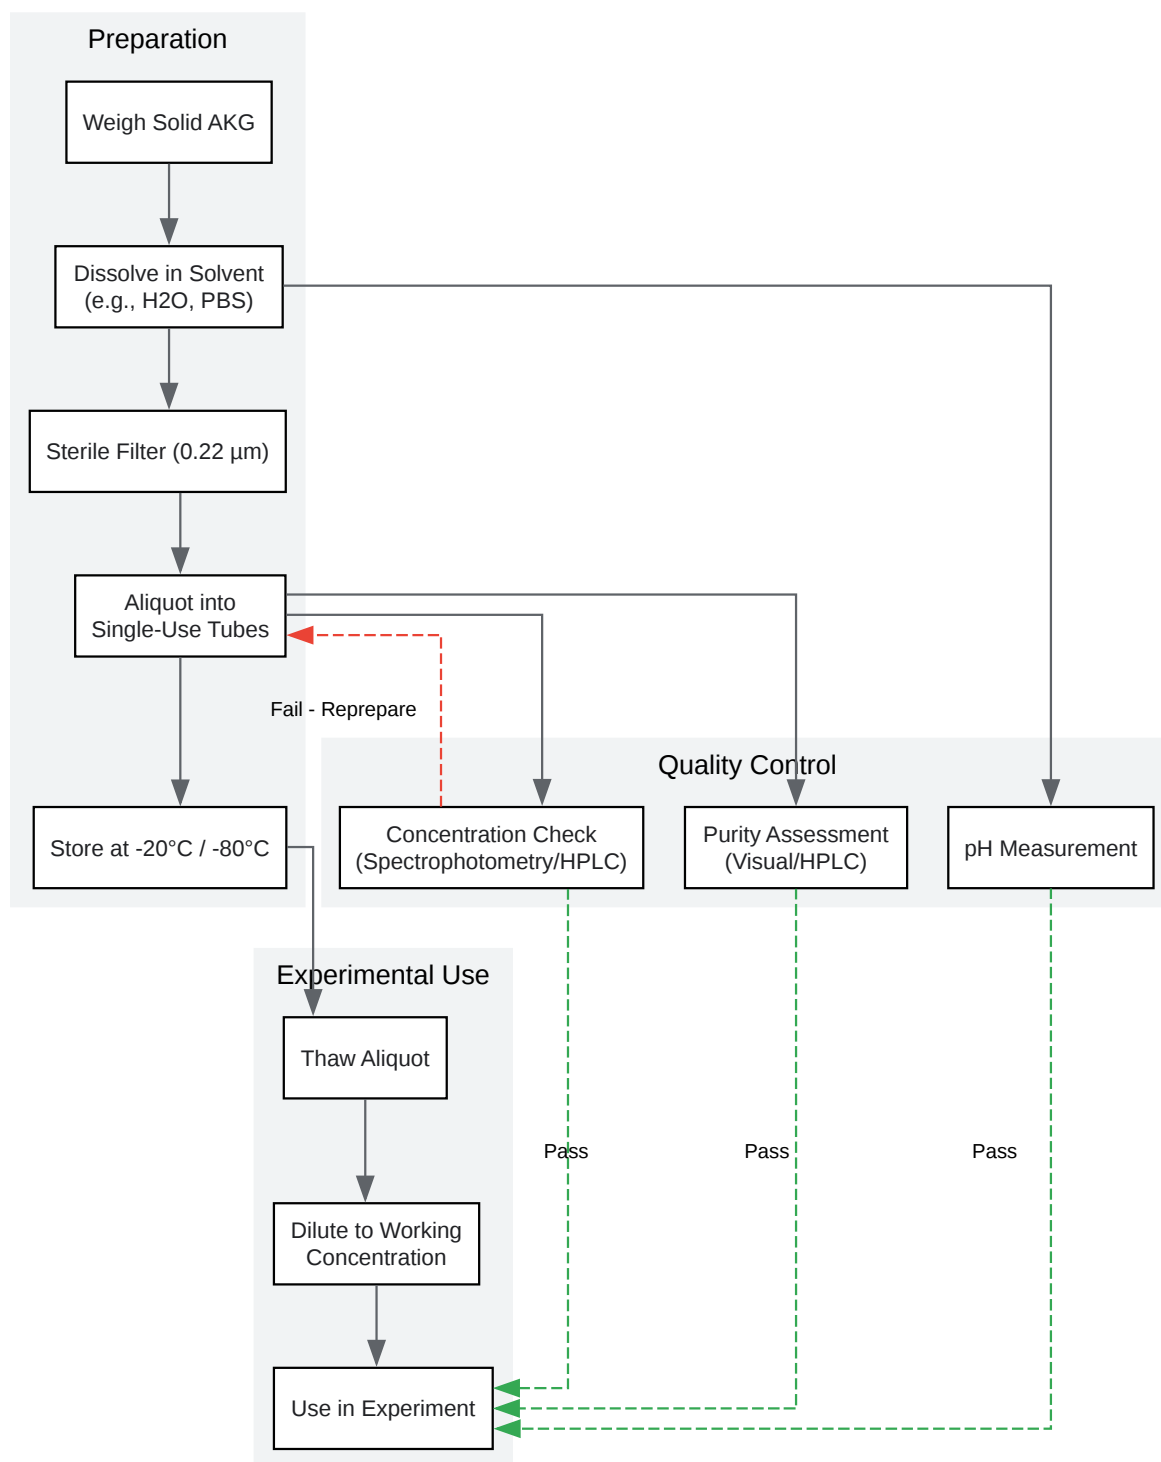 Preparation
Weigh Solid AKG
Dissolve in Solvent
(e.g., H2O, PBS)
Sterile Filter (0.22 µm)
Aliquot into
Single-Use Tubes
Fail - Reprepare
Quality Control
Store at -20°C / -80°C
Concentration Check
(Spectrophotometry/HPLC)
Purity Assessment
(Visual/HPLC)
pH Measurement
Experimental Use
Thaw Aliquot
Pass
Pass
Pass
Dilute to Working
Concentration
Use in Experiment